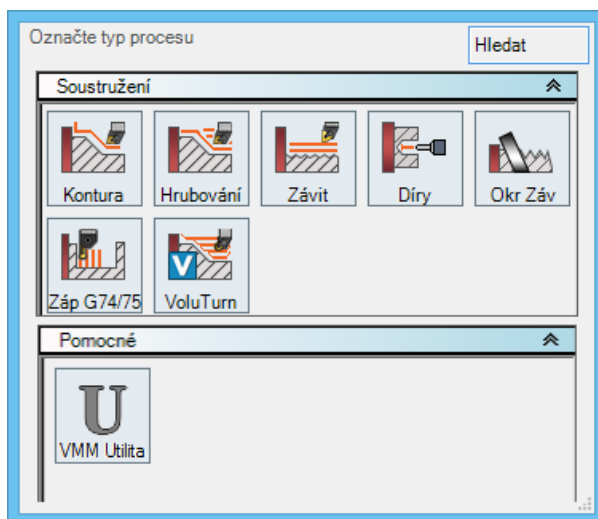 Označte typ procesu
Hledat
Soustružení
Kontura
Hrubování
Závit
Díry
Okr Záv
Záp G74/75
V
VoluTurn
Pomocné
U
VMM Utilita